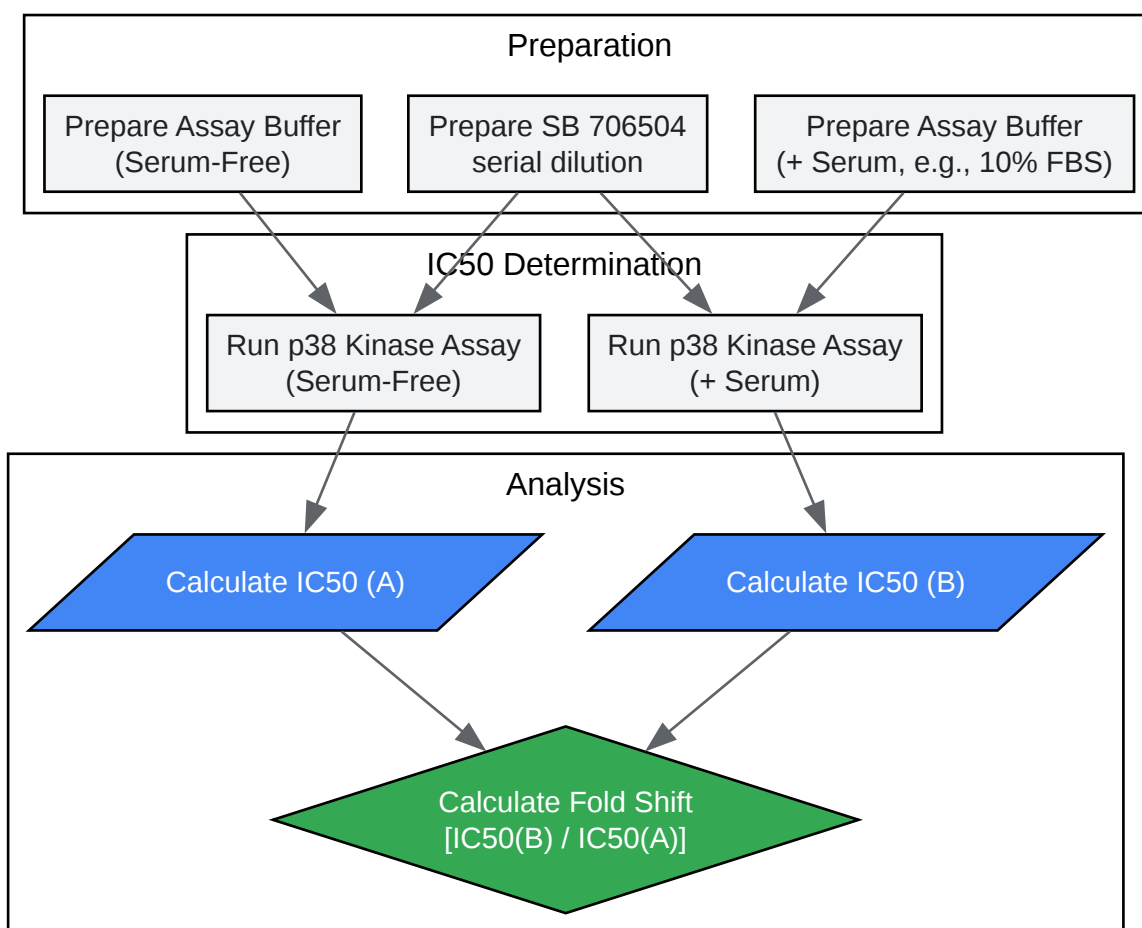 Preparation
Prepare Assay Buffer
(Serum-Free)
Prepare SB 706504
serial dilution
Prepare Assay Buffer
(+ Serum, e.g., 10% FBS)
IC50 Determination
Run p38 Kinase Assay
(Serum-Free)
Run p38 Kinase Assay
(+ Serum)
Analysis
Calculate IC50 (A)
Calculate IC50 (B)
Calculate Fold Shift
[IC50(B) / IC50(A)]